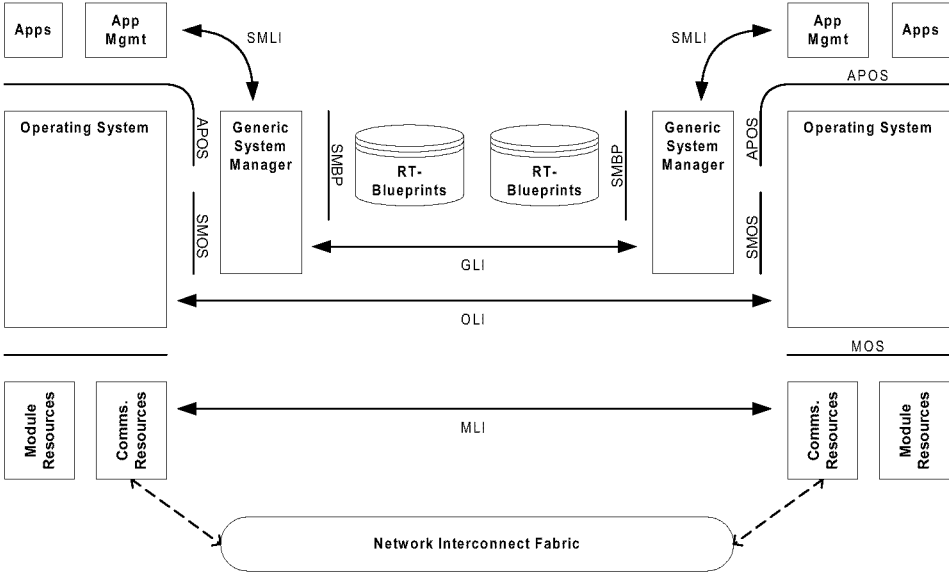 Apps
App
Mgmt
SMLI
SMLI
App
Mgmt
Apps
APOS
Operating System
APOS
SMOS
Generic
System
Manager
SMBP
RT-
Blueprints
RT-
Blueprints
SMBP
Generic
System
Manager
APOS
SMOS
Operating System
GLI
OLI
MOS
Module
Resources
Comms.
Resources
MLI
Comms.
Resources
Module
Resources
Network Interconnect Fabric